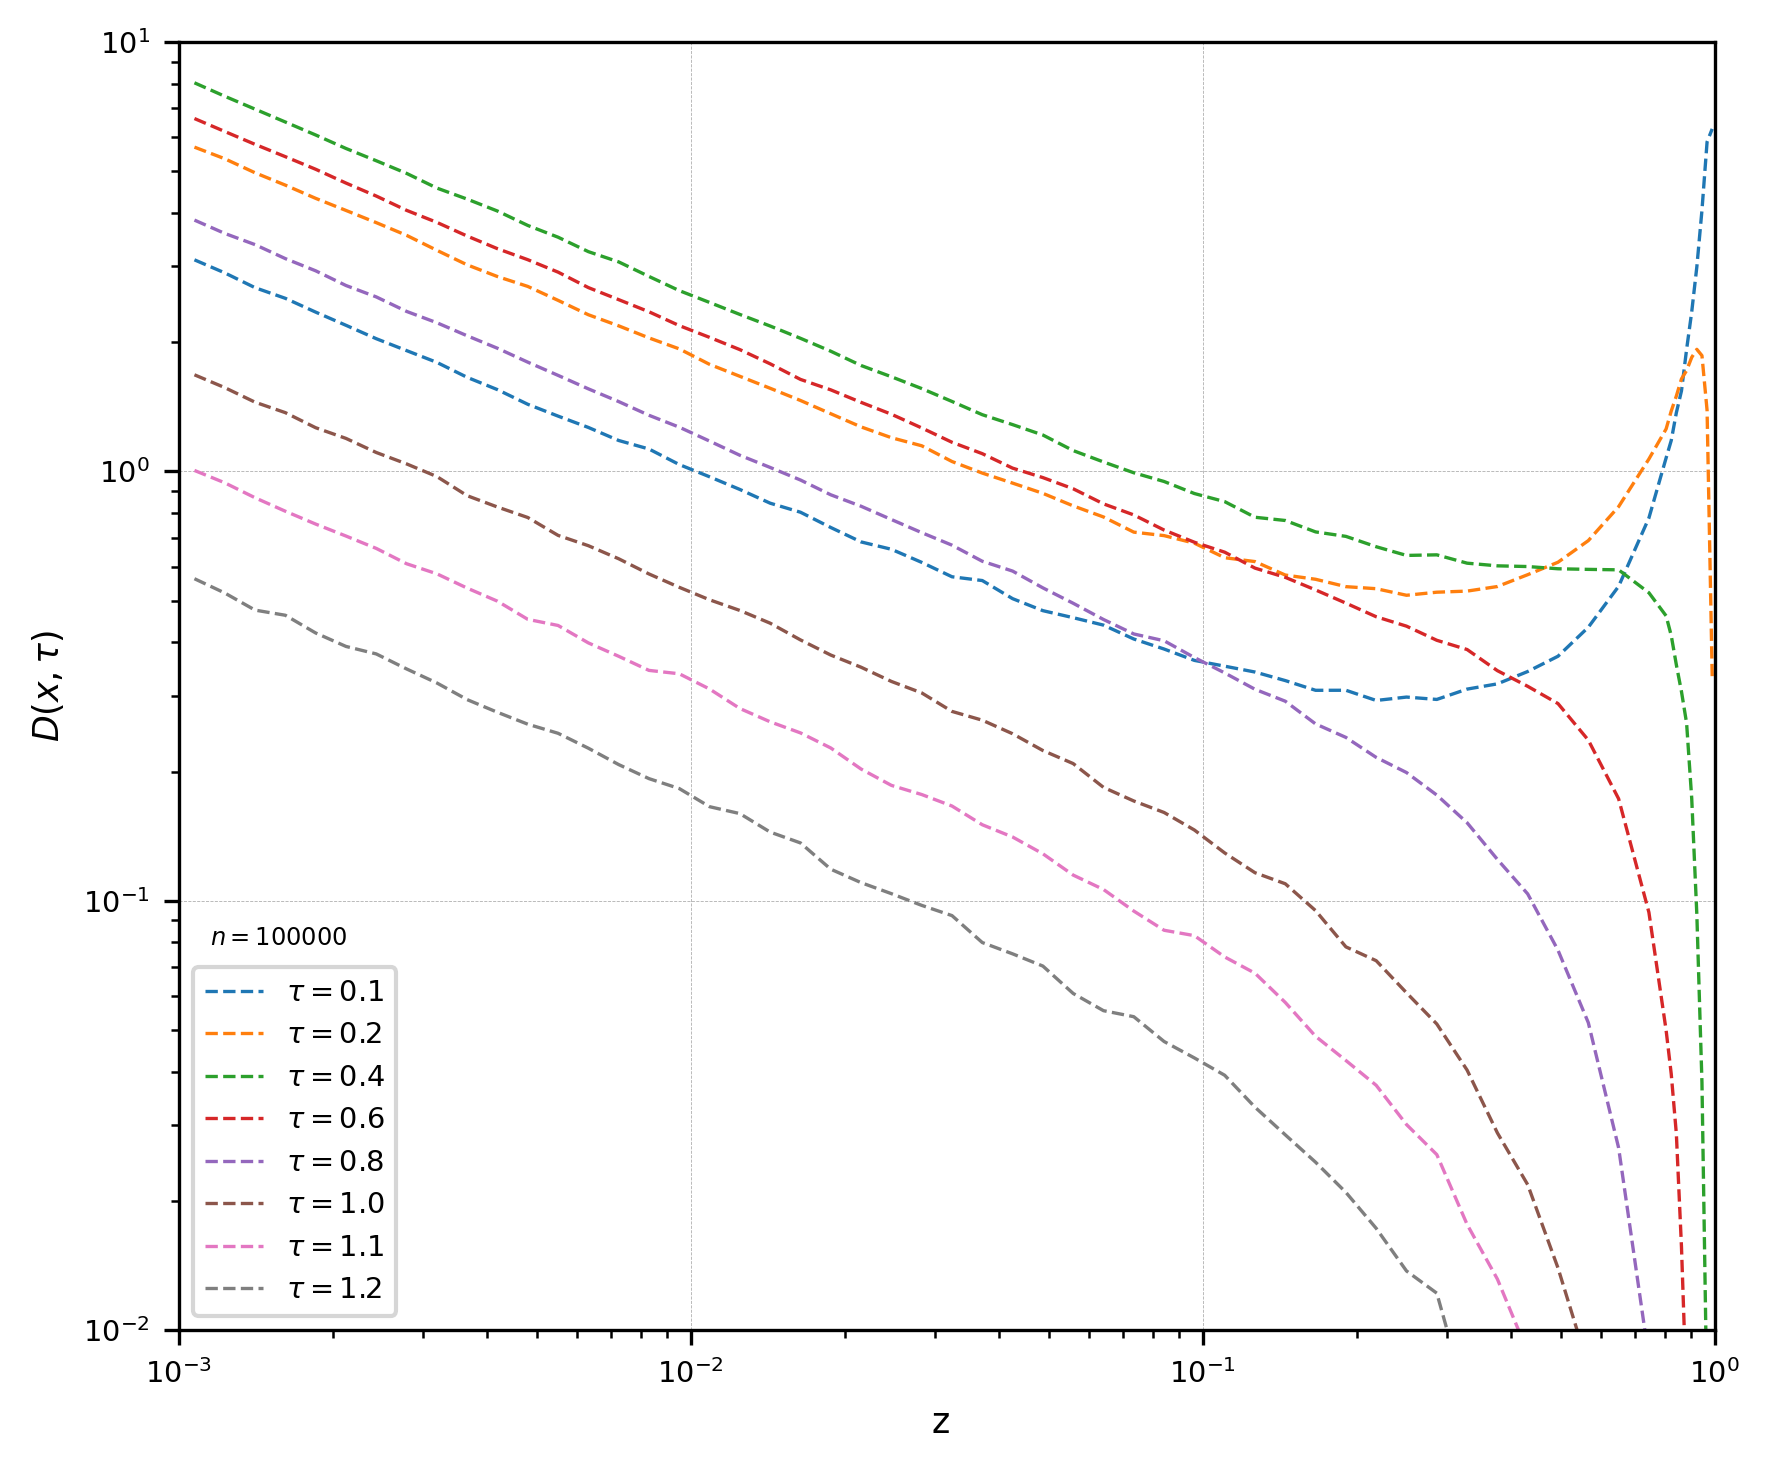 10¹
10⁰
10⁻¹
10⁻²
D(x, τ)
n = 100000
τ = 0.1
τ = 0.2
τ = 0.4
τ = 0.6
τ = 0.8
τ = 1.0
τ = 1.1
τ = 1.2
10⁻³ 10⁻² 10⁻¹ 10⁰
z